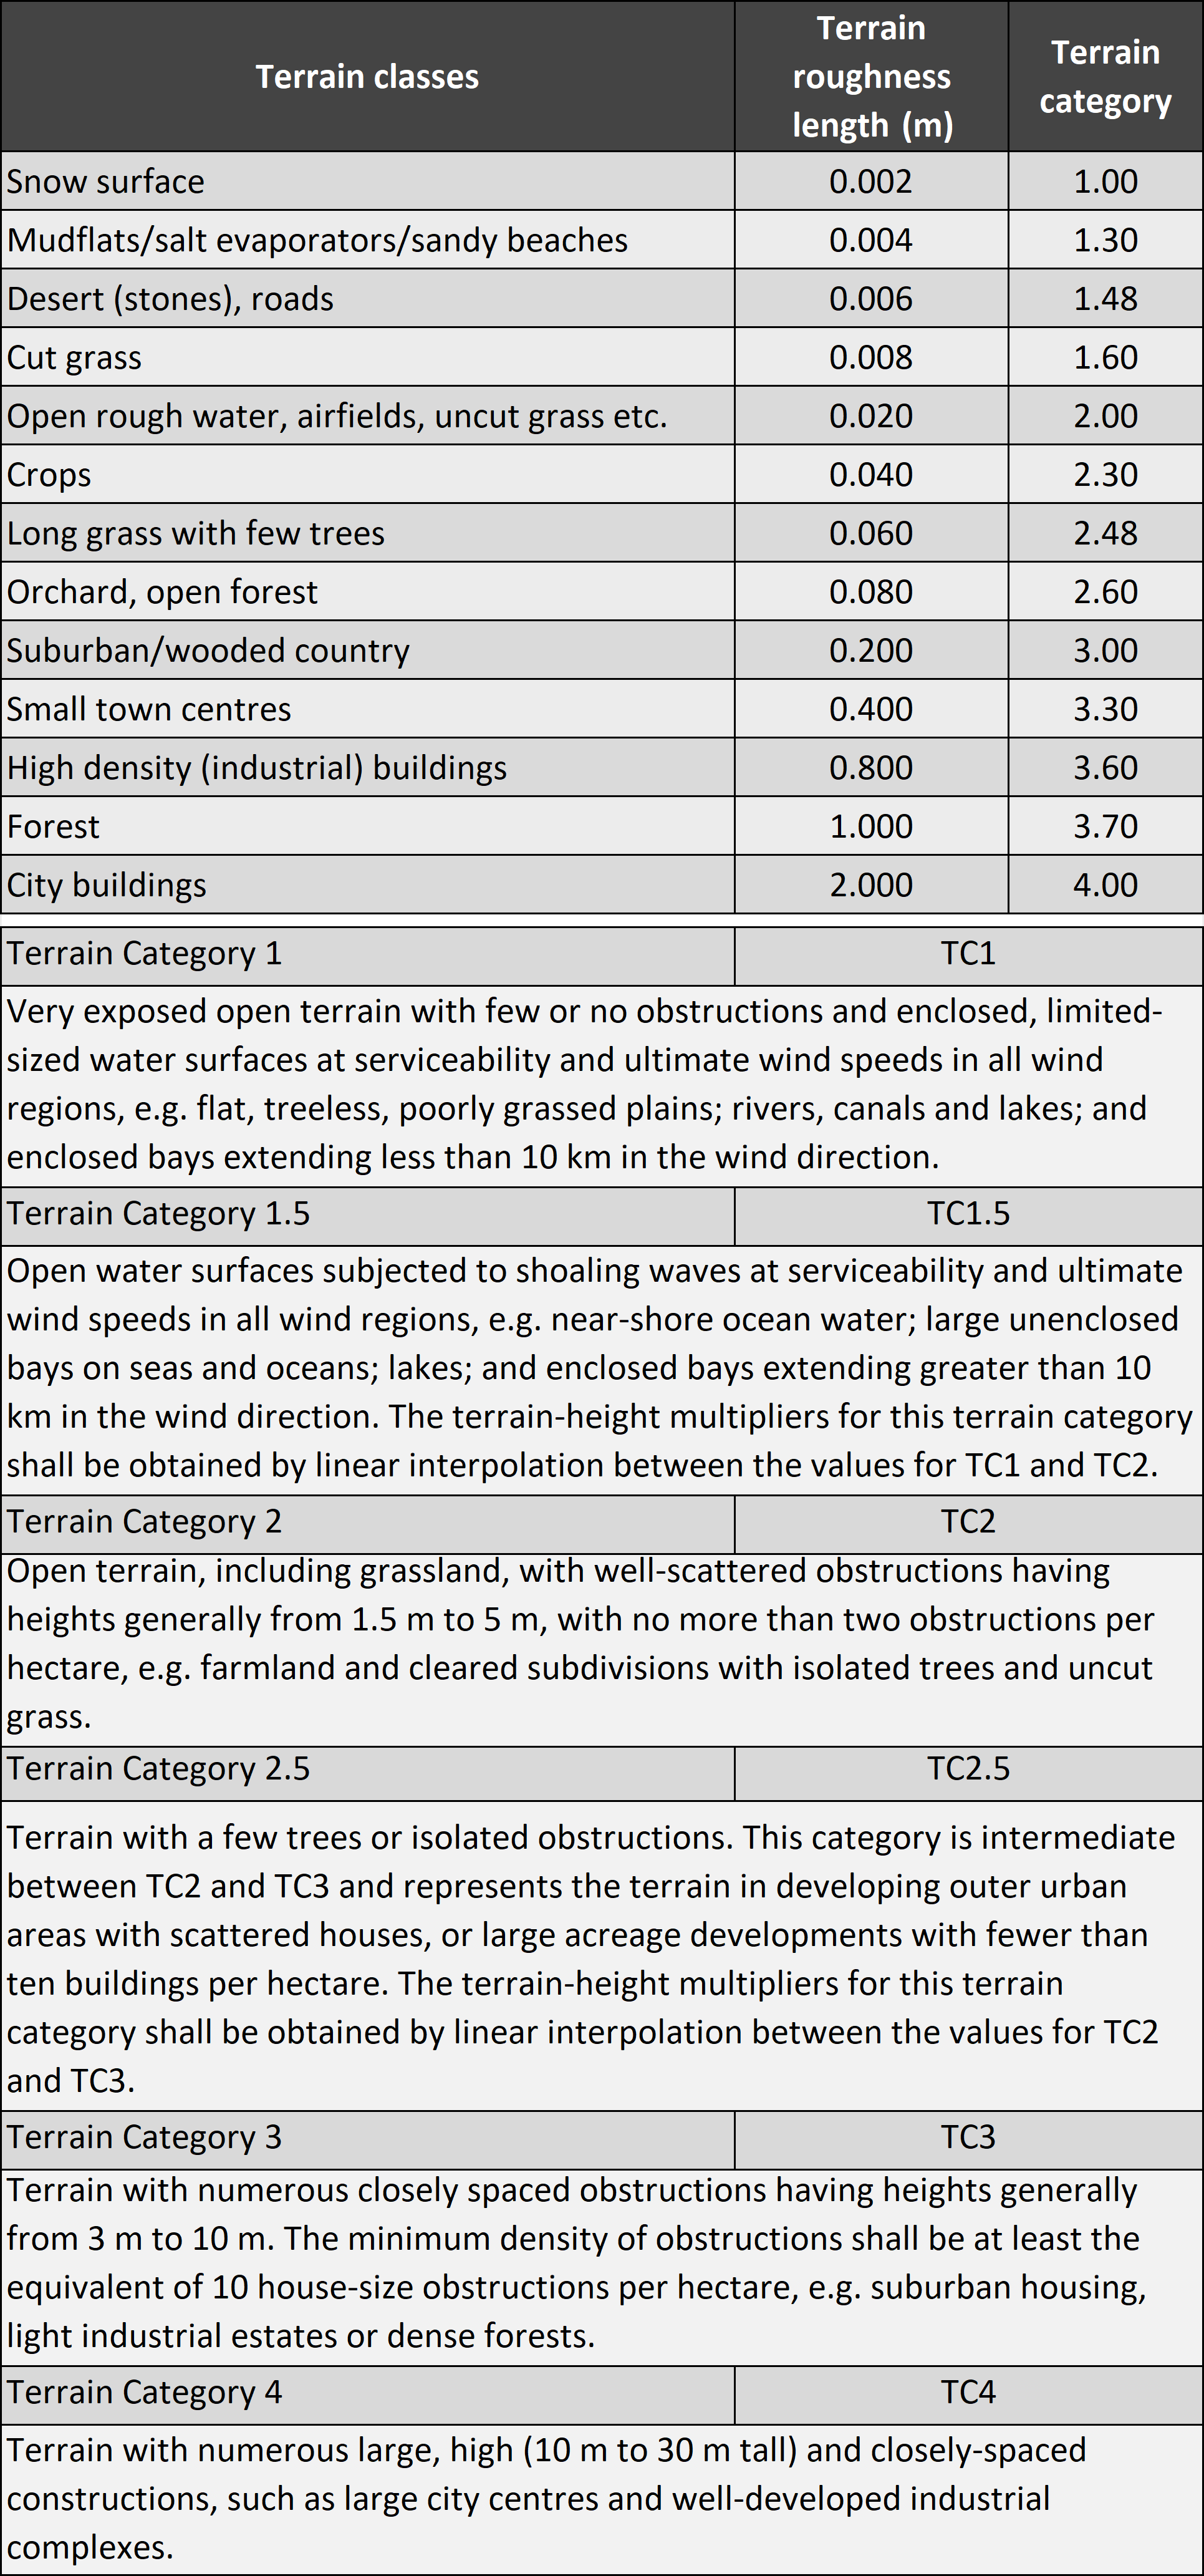 Terrain classes Terrain roughness length (m) Terrain category
Snow surface 0.002 1.00
Mudflats/salt evaporators/sandy beaches 0.004 1.30
Desert (stones), roads 0.006 1.48
Cut grass 0.008 1.60
Open rough water, airfields, uncut grass etc. 0.020 2.00
Crops 0.040 2.30
Long grass with few trees 0.060 2.48
Orchard, open forest 0.080 2.60
Suburban/wooded country 0.200 3.00
Small town centres 0.400 3.30
High density (industrial) buildings 0.800 3.60
Forest 1.000 3.70
City buildings 2.000 4.00
Terrain Category 1 TC1
Very exposed open terrain with few or no obstructions and enclosed, limited-
sized water surfaces at serviceability and ultimate wind speeds in all wind
regions, e.g. flat, treeless, poorly grassed plains; rivers, canals and lakes; and
enclosed bays extending less than 10 km in the wind direction.
Terrain Category 1.5 TC1.5
Open water surfaces subjected to shoaling waves at serviceability and ultimate
wind speeds in all wind regions, e.g. near-shore ocean water; large unenclosed
bays on seas and oceans; lakes; and enclosed bays extending greater than 10
km in the wind direction. The terrain-height multipliers for this terrain category
shall be obtained by linear interpolation between the values for TC1 and TC2.
Terrain Category 2 TC2
Open terrain, including grassland, with well-scattered obstructions having
heights generally from 1.5 m to 5 m, with no more than two obstructions per
hectare, e.g. farmland and cleared subdivisions with isolated trees and uncut
grass.
Terrain Category 2.5 TC2.5
Terrain with a few trees or isolated obstructions. This category is intermediate
between TC2 and TC3 and represents the terrain in developing outer urban
areas with scattered houses, or large acreage developments with fewer than
ten buildings per hectare. The terrain-height multipliers for this terrain
category shall be obtained by linear interpolation between the values for TC2
and TC3.
Terrain Category 3 TC3
Terrain with numerous closely spaced obstructions having heights generally
from 3 m to 10 m. The minimum density of obstructions shall be at least the
equivalent of 10 house-size obstructions per hectare, e.g. suburban housing,
light industrial estates or dense forests.
Terrain Category 4 TC4
Terrain with numerous large, high (10 m to 30 m tall) and closely-spaced
constructions, such as large city centres and well-developed industrial
complexes.